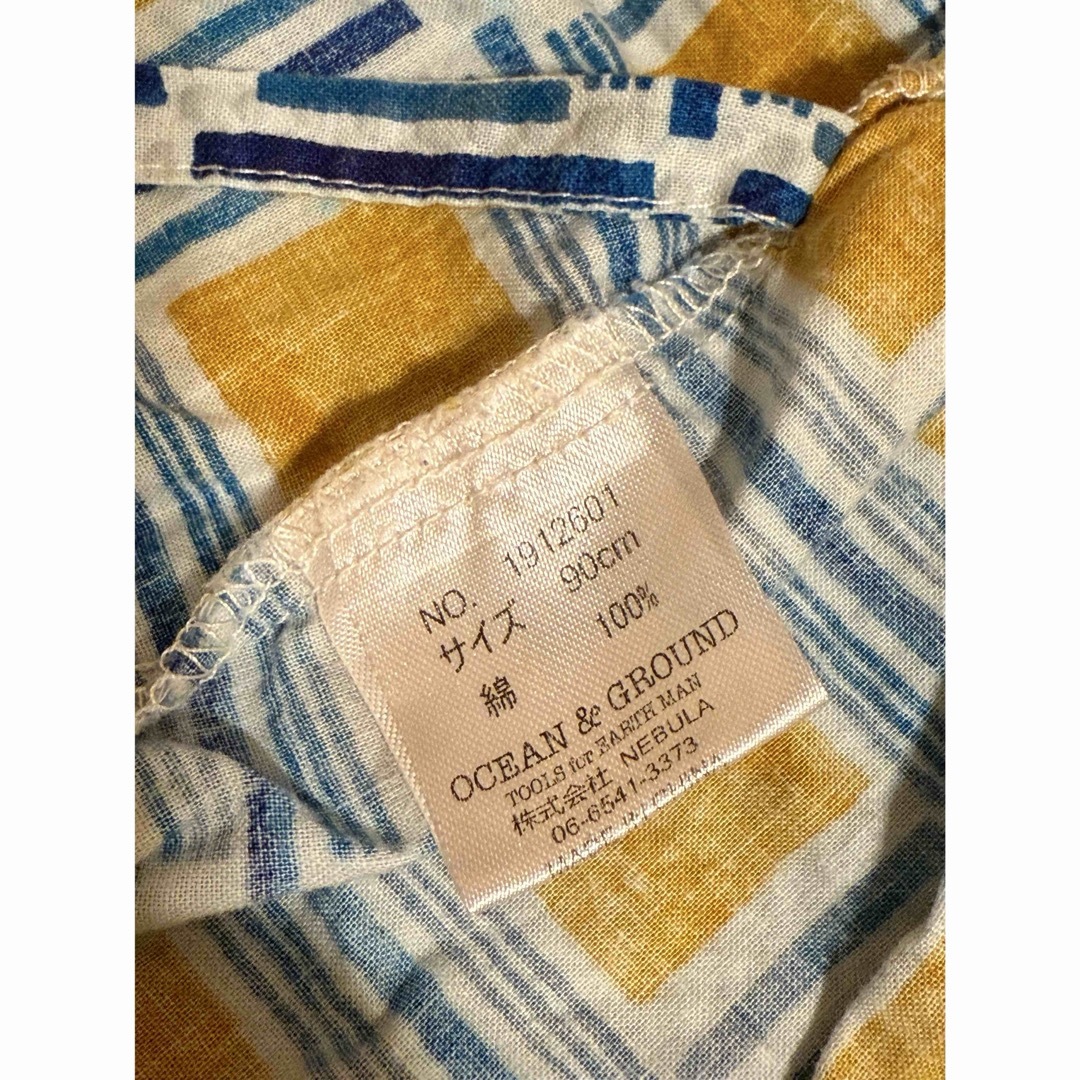 NO. 1912601
サイズ 90cm
綿 100%
OCEAN & GROUND
TOOLS for EARTH MAN
株式会社 NEBULA
06-6541-3373